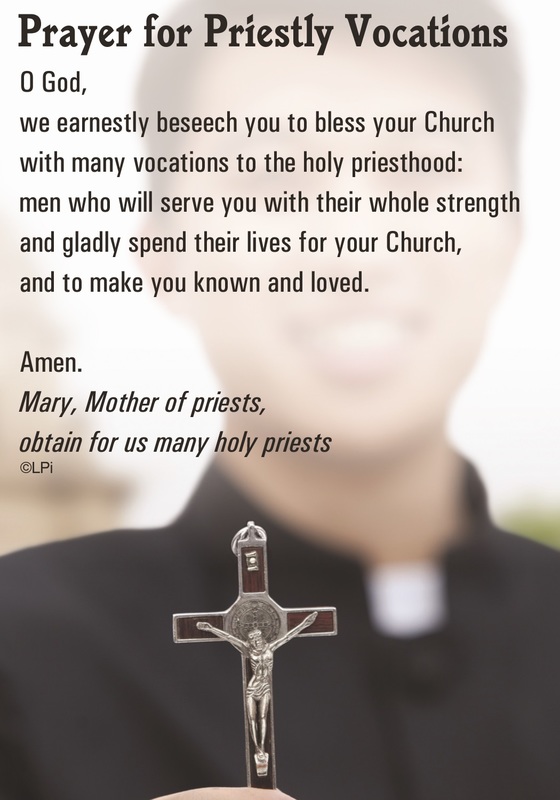 Prayer for Priestly Vocations
O God,
we earnestly beseech you to bless your Church
with many vocations to the holy priesthood:
men who will serve you with their whole strength
and gladly spend their lives for your Church,
and to make you known and loved.
Amen.
Mary, Mother of priests,
obtain for us many holy priests
©LPi